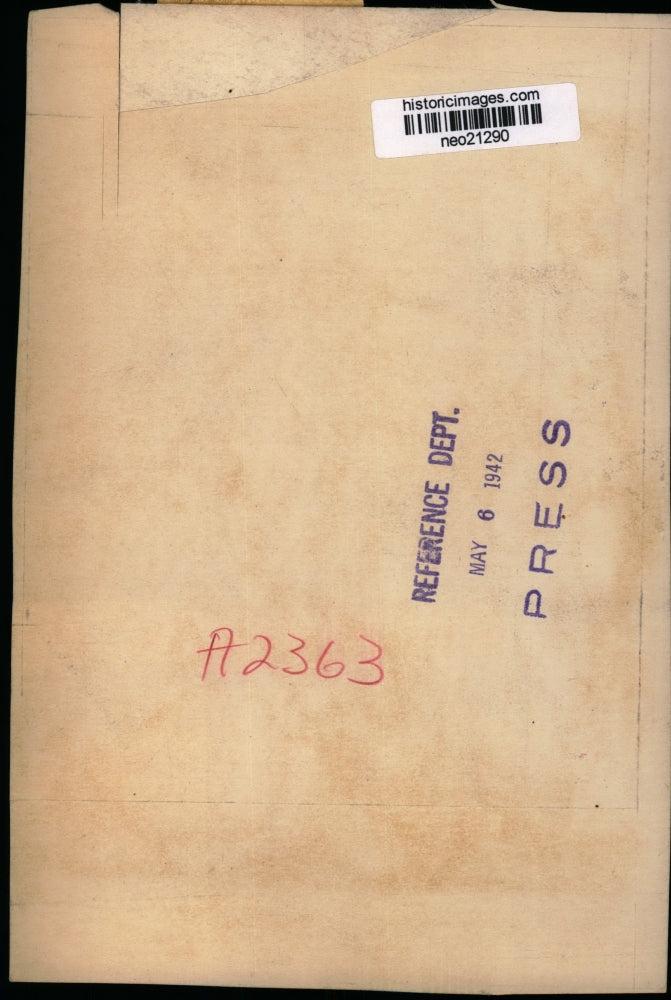 historicimages.com
neo21290
REFERENCE DEPT.
MAY 6 1942
PRESS
A2363